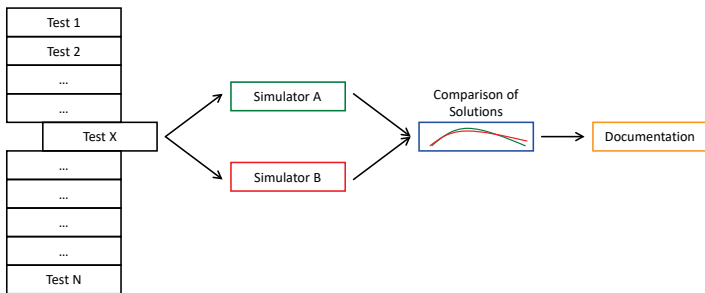 Test 1
Test 2
...
...
Test X
...
...
...
...
Test N
Simulator A
Simulator B
Comparison of
Solutions
Documentation